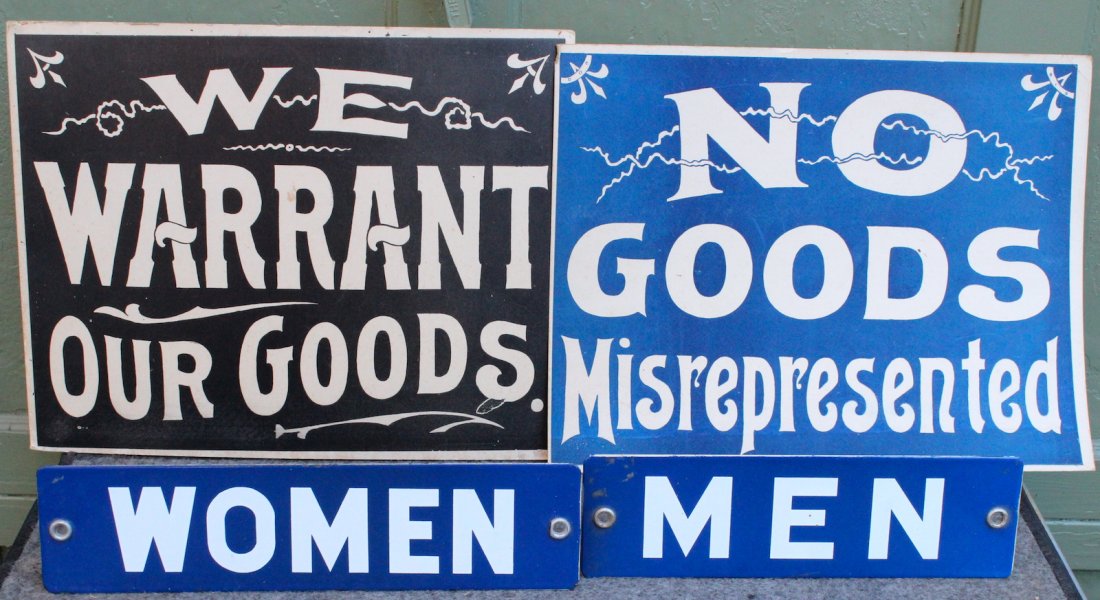 WE
WARRANT
OUR GOODS.
NO
GOODS
Misrepresented
WOMEN
MEN